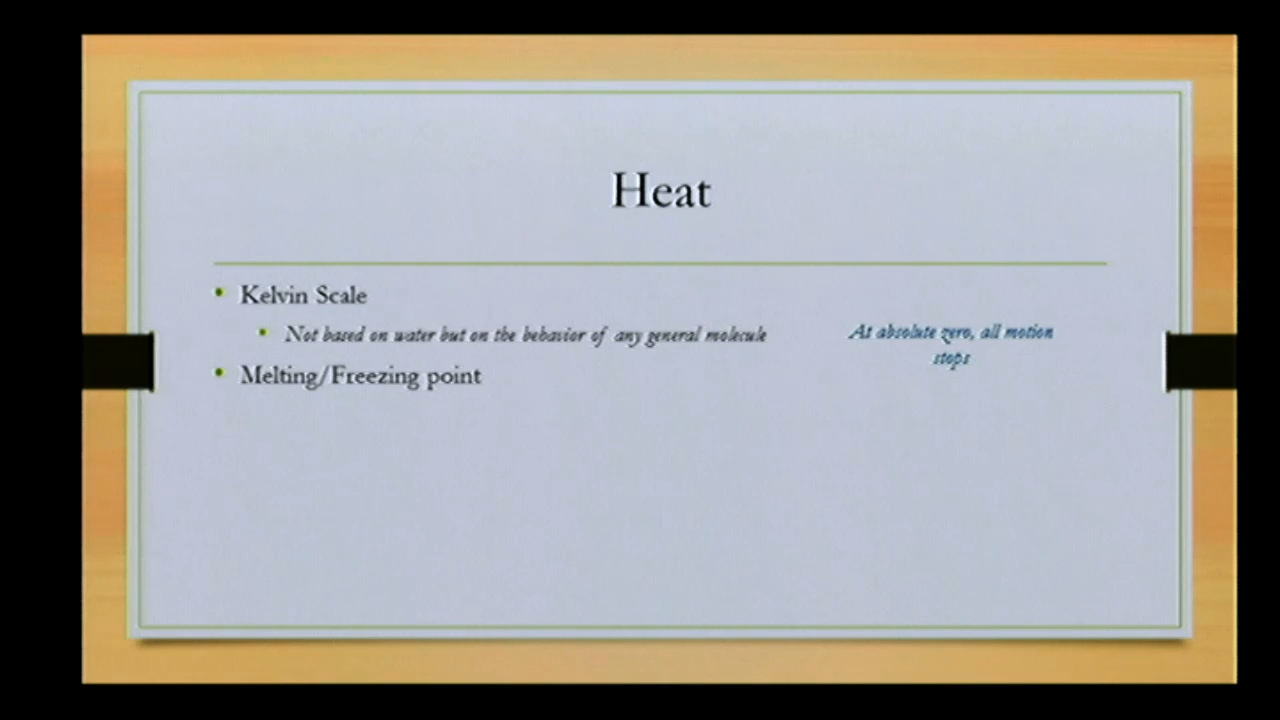 Heat
• Kelvin Scale
• Not based on water but on the behavior of any general molecule
At absolute zero, all motion
stops
• Melting/Freezing point